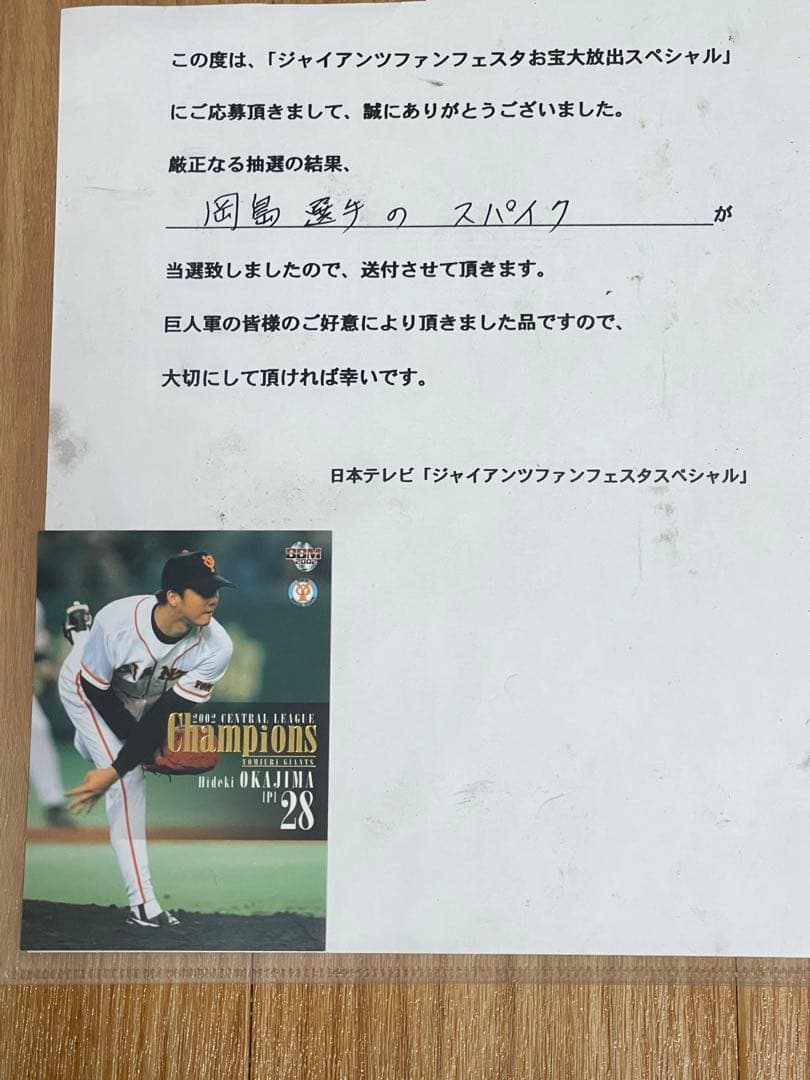 この度は、「ジャイアンツファンフェスタお宝大放出スペシャル」
にご応募頂きまして、誠にありがとうございました。
厳正なる抽選の結果、
岡島選手の スパイク が
当選致しましたので、送付させて頂きます。
巨人軍の皆様のご好意により頂きました品ですので、
大切にして頂ければ幸いです。
日本テレビ「ジャイアンツファンフェスタスペシャル」
BBM
2002
2002 CENTRAL LEAGUE
Champions
YOMIURI GIANTS
Hideki OKAJIMA
[P]
28